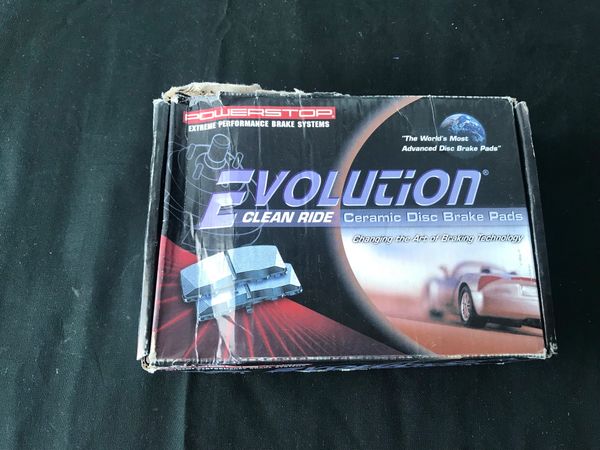 POWERSTOP®
EXTREME PERFORMANCE BRAKE SYSTEMS
"The World's Most
Advanced Disc Brake Pads"
EVOLUTION®
CLEAN RIDE Ceramic Disc Brake Pads
Changing the Art of Braking Technology